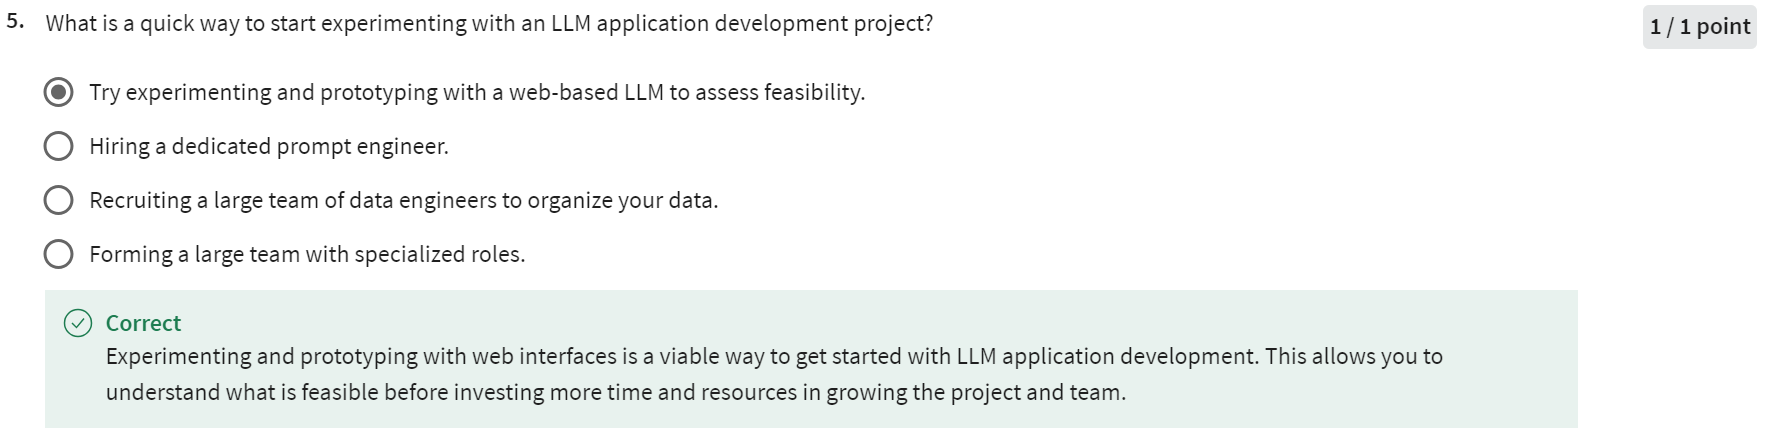 5. What is a quick way to start experimenting with an LLM application development project?
1 / 1 point
Try experimenting and prototyping with a web-based LLM to assess feasibility.
Hiring a dedicated prompt engineer.
Recruiting a large team of data engineers to organize your data.
Forming a large team with specialized roles.
Correct
Experimenting and prototyping with web interfaces is a viable way to get started with LLM application development. This allows you to
understand what is feasible before investing more time and resources in growing the project and team.